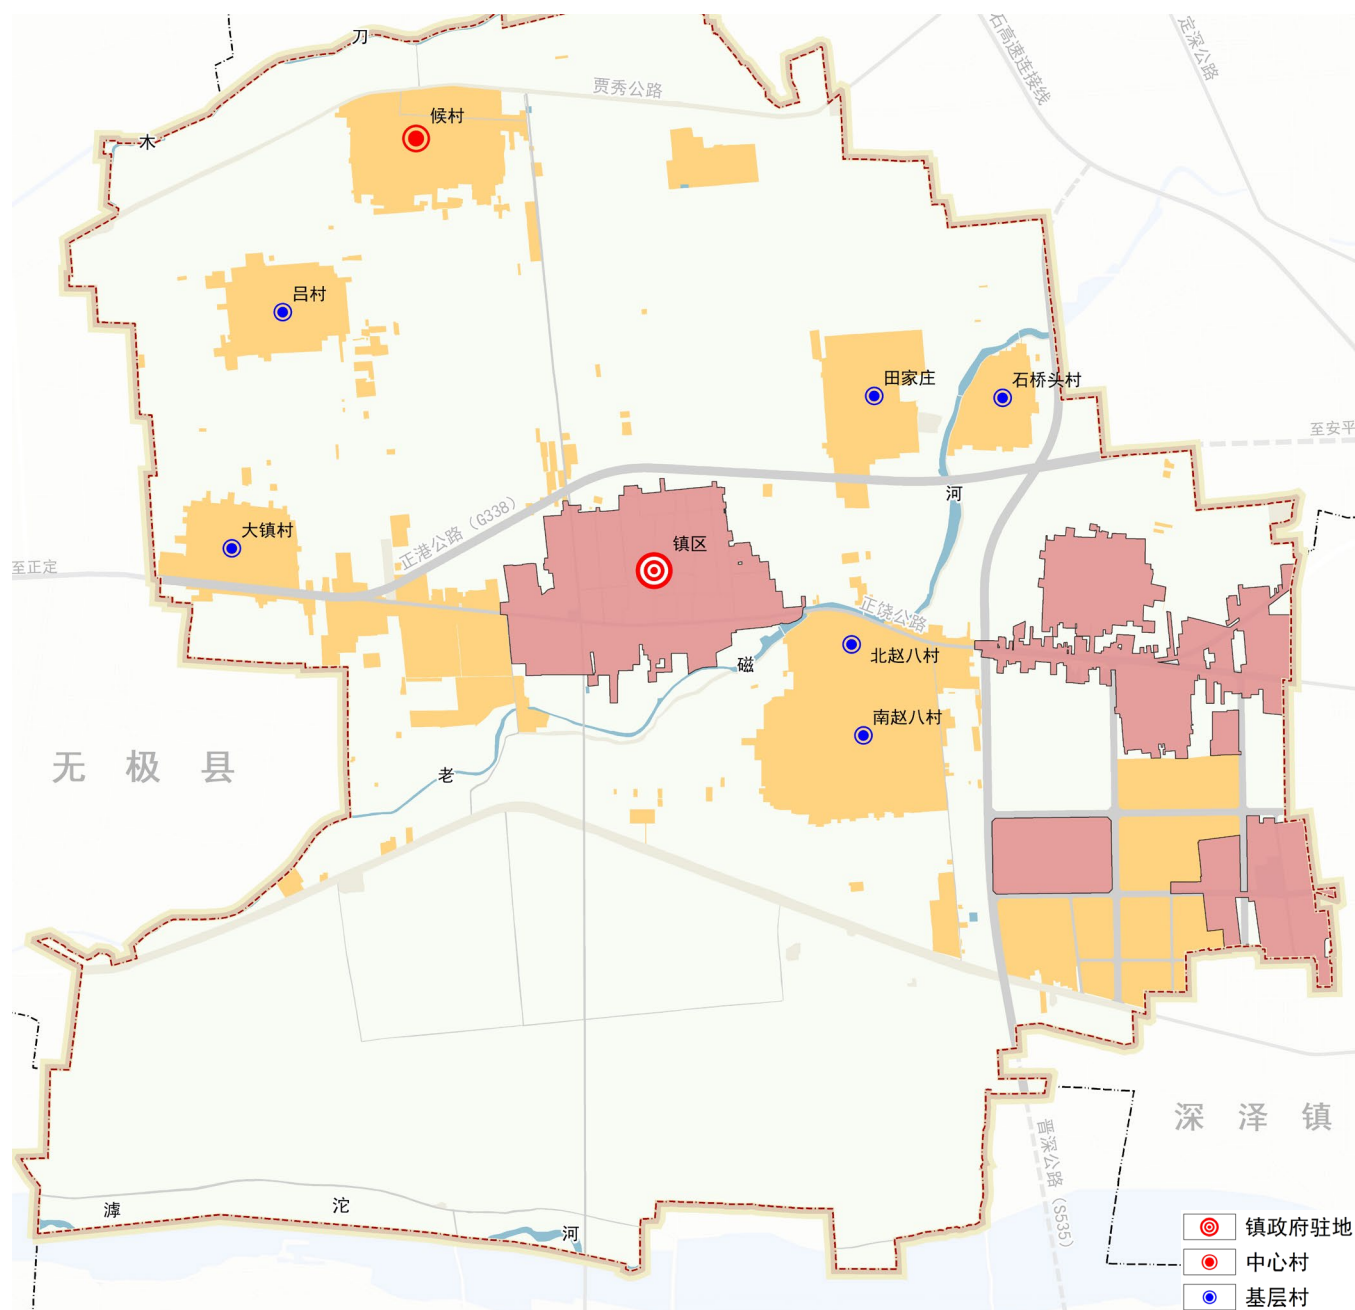 刀
木
贾秀公路
石高速连接线
定深公路
候村
吕村
田家庄
石桥头村
至安平
河
大镇村
正港公路（G338）
镇区
至正定
正饶公路
北赵八村
磁
南赵八村
无极县
老
深泽镇
晋深公路（S535）
滹
沱
河
镇政府驻地
中心村
基层村